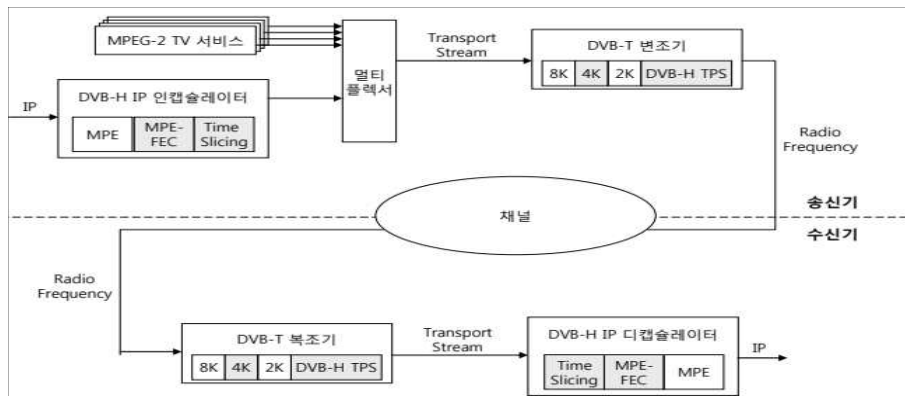 MPEG-2 TV 서비스
IP
DVB-H IP 인캡슐레이터
MPE
MPE-
FEC
Time
Slicing
멀티
플렉서
Transport
Stream
DVB-T 변조기
8K
4K
2K
DVB-H TPS
Radio
Frequency
채널
송신기
수신기
Radio
Frequency
DVB-T 복조기
8K
4K
2K
DVB-H TPS
Transport
Stream
DVB-H IP 디캡슐레이터
Time
Slicing
MPE-
FEC
MPE
IP